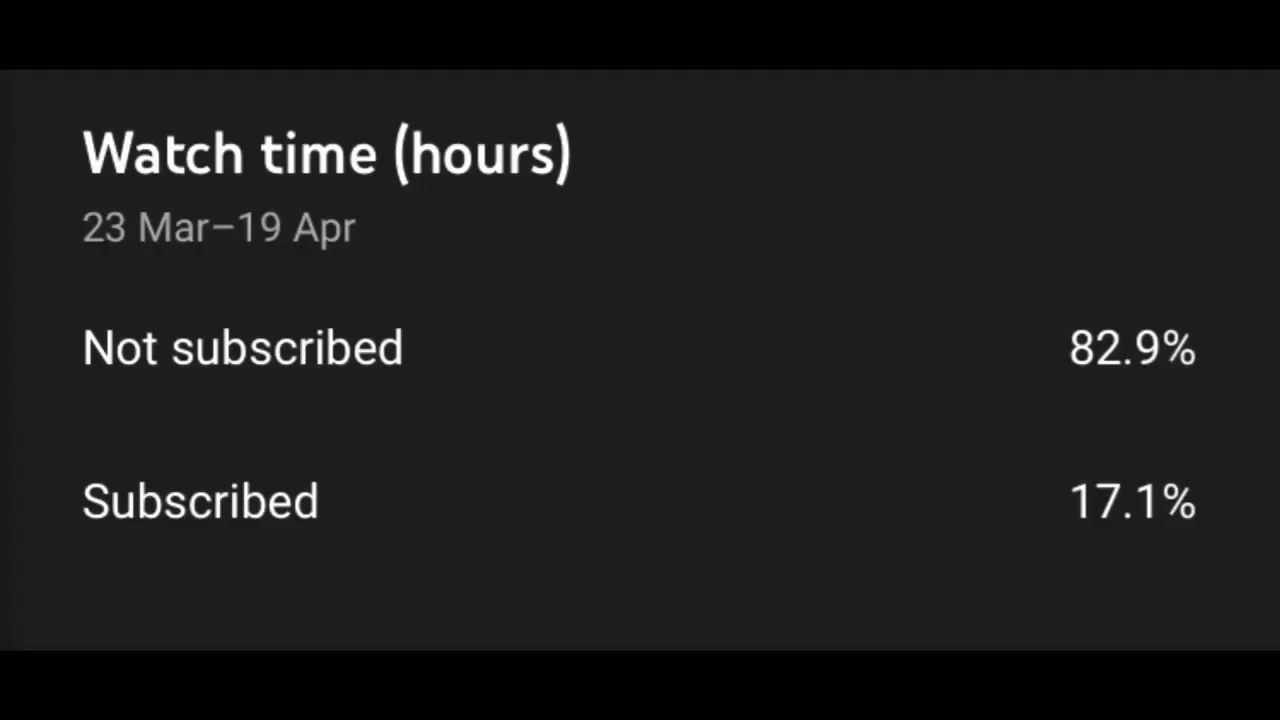 Watch time (hours)
23 Mar–19 Apr
Not subscribed 82.9%
Subscribed 17.1%